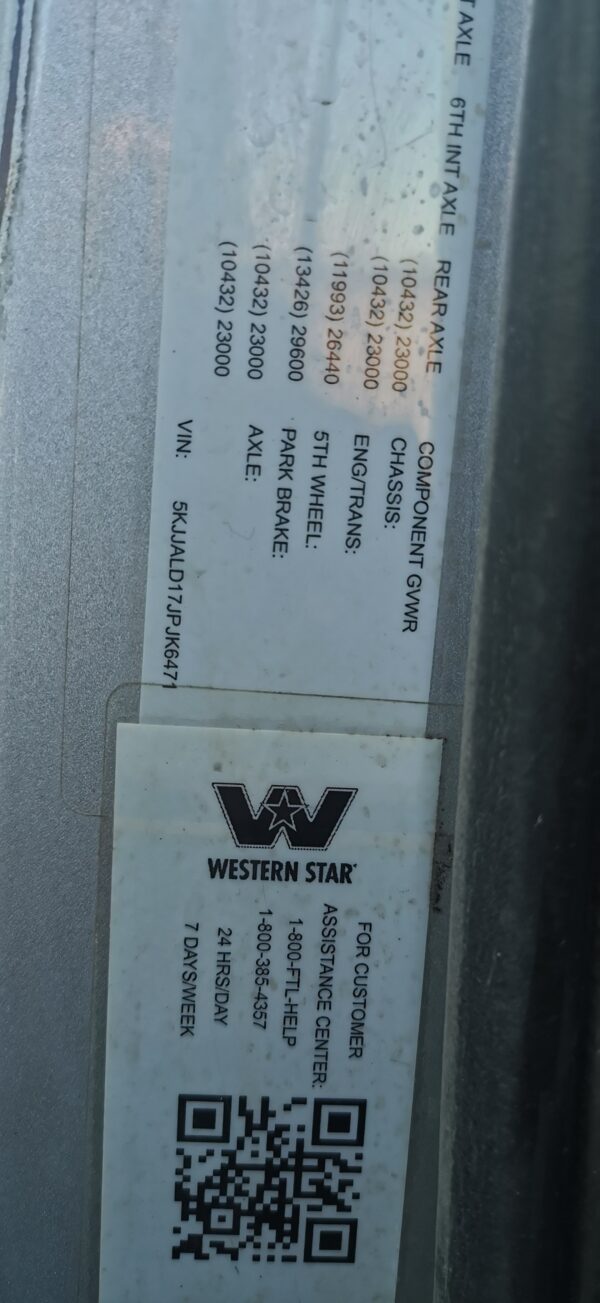 T AXLE 6TH INT AXLE REAR AXLE COMPONENT GVWR
(10432) 23000 CHASSIS:
(10432) 23000 ENG/TRANS:
(11993) 26440 5TH WHEEL:
(13426) 29600 PARK BRAKE:
(10432) 23000 AXLE:
(10432) 23000
VIN: 5KJJALD17JPJK6471
WESTERN STAR
FOR CUSTOMER
ASSISTANCE CENTER:
1-800-FTL-HELP
1-800-385-4357
24 HRS/DAY
7 DAYS/WEEK